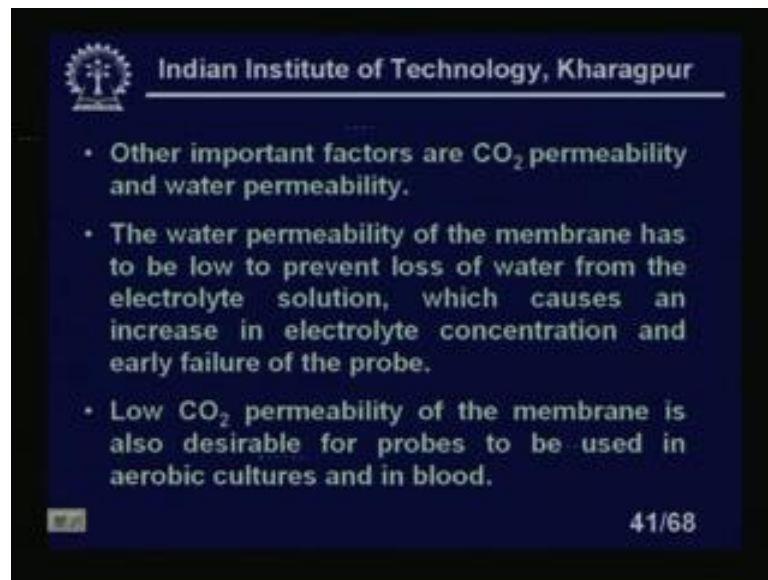 Indian Institute of Technology, Kharagpur
• Other important factors are CO₂ permeability
and water permeability.
• The water permeability of the membrane has
to be low to prevent loss of water from the
electrolyte solution, which causes an
increase in electrolyte concentration and
early failure of the probe.
• Low CO₂ permeability of the membrane is
also desirable for probes to be used in
aerobic cultures and in blood.
41/68